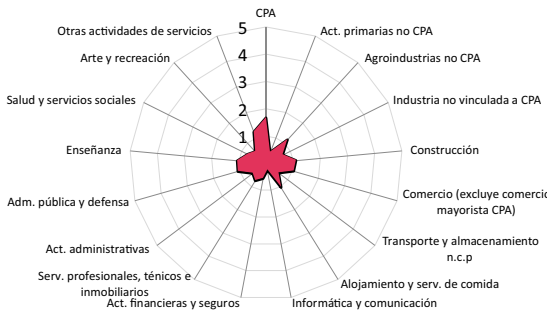 CPA
5
4
3
2
1
Act. primarias no CPA
Agroindustrias no CPA
Industria no vinculada a CPA
Construcción
Comercio (excluye comercio
mayorista CPA)
Transporte y almacenamiento
n.c.p
Alojamiento y serv. de comida
Informática y comunicación
Act. financieras y seguros
Serv. profesionales, ténicos e
inmobiliarios
Act. administrativas
Adm. pública y defensa
Enseñanza
Salud y servicios sociales
Arte y recreación
Otras actividades de servicios